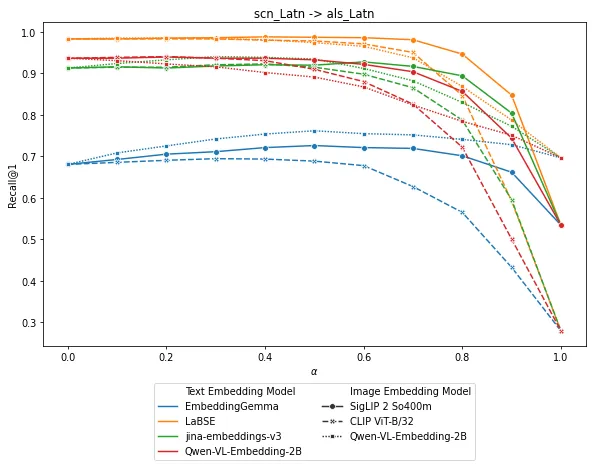 scn_Latn -> als_Latn
Recall@1
1.0
0.9
0.8
0.7
0.6
0.5
0.4
0.3
0.0 0.2 0.4 0.6 0.8 1.0
α
Text Embedding Model
EmbeddingGemma
LaBSE
jina-embeddings-v3
Qwen-VL-Embedding-2B
Image Embedding Model
SigLIP 2 So400m
CLIP ViT-B/32
Qwen-VL-Embedding-2B